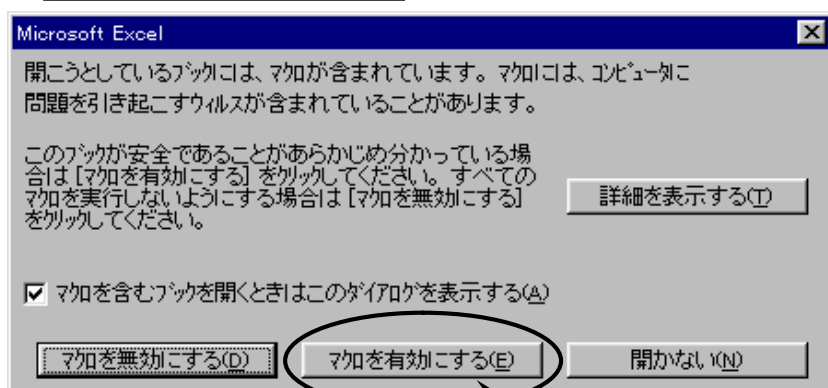 Microsoft Excel
開こうとしているﾌﾞｯｸには、ﾏｸﾛが含まれています。ﾏｸﾛには、ｺﾝﾋﾟｭｰﾀに
問題を引き起こすｳｨﾙｽが含まれていることがあります。
このﾌﾞｯｸが安全であることがあらかじめ分かっている場
合は [ﾏｸﾛを有効にする] をｸﾘｯｸしてください。すべての
ﾏｸﾛを実行しないようにする場合は [ﾏｸﾛを無効にする]
をｸﾘｯｸしてください。
詳細を表示する(T)
ﾏｸﾛを含むﾌﾞｯｸを開くときはこのﾀﾞｲｱﾛｸﾞを表示する(A)
ﾏｸﾛを無効にする(D) ﾏｸﾛを有効にする(E) 開かない(N)